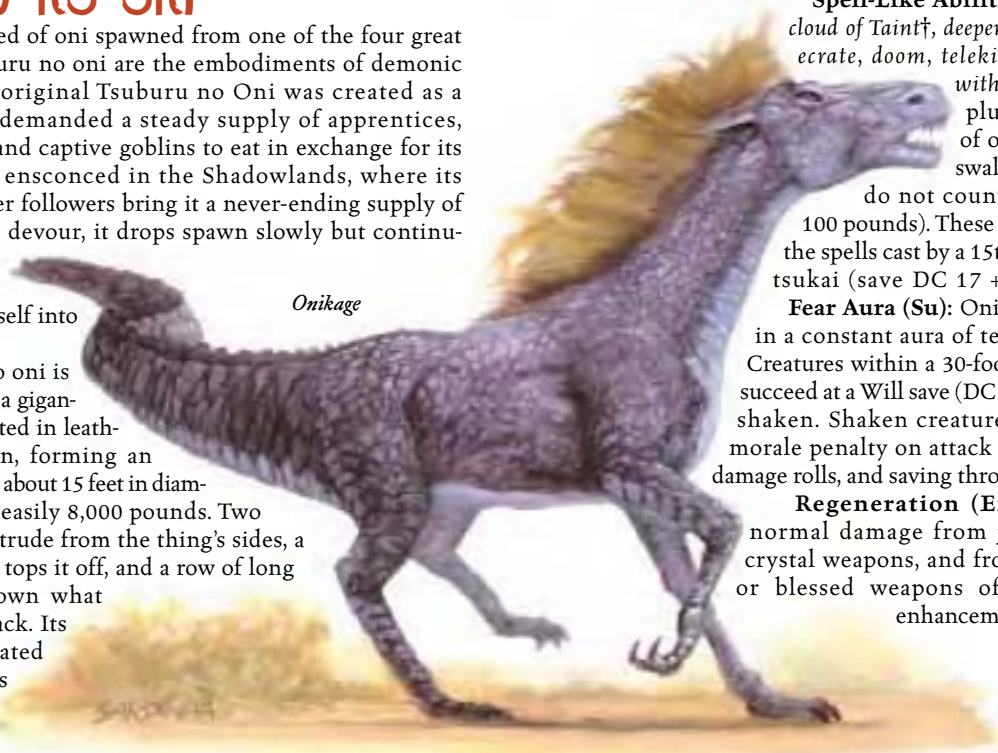 no oni
ed of oni spawned from one of the four great
uru no oni are the embodiments of demonic
original Tsuburu no Oni was created as a
demanded a steady supply of apprentices,
and captive goblins to eat in exchange for its
ensconced in the Shadowlands, where its
er followers bring it a never-ending supply of
devour, it drops spawn slowly but continu-
self into
o oni is
a gigan-
ted in leath-
n, forming an
about 15 feet in diam-
easily 8,000 pounds. Two
trude from the thing's sides, a
tops it off, and a row of long
own what
ck. Its
ated
s
Onikage
Spell-Like Abilit
cloud of Taint†, deeper
ecrate, doom, teleki
with
plu
of o
swal
do not coun
100 pounds). These
the spells cast by a 15t
tsukai (save DC 17 +
Fear Aura (Su): Oni
in a constant aura of te
Creatures within a 30-foo
succeed at a Will save (DC
shaken. Shaken creature
morale penalty on attack
damage rolls, and saving thro
Regeneration (E
normal damage from
crystal weapons, and fro
or blessed weapons of
enhancem